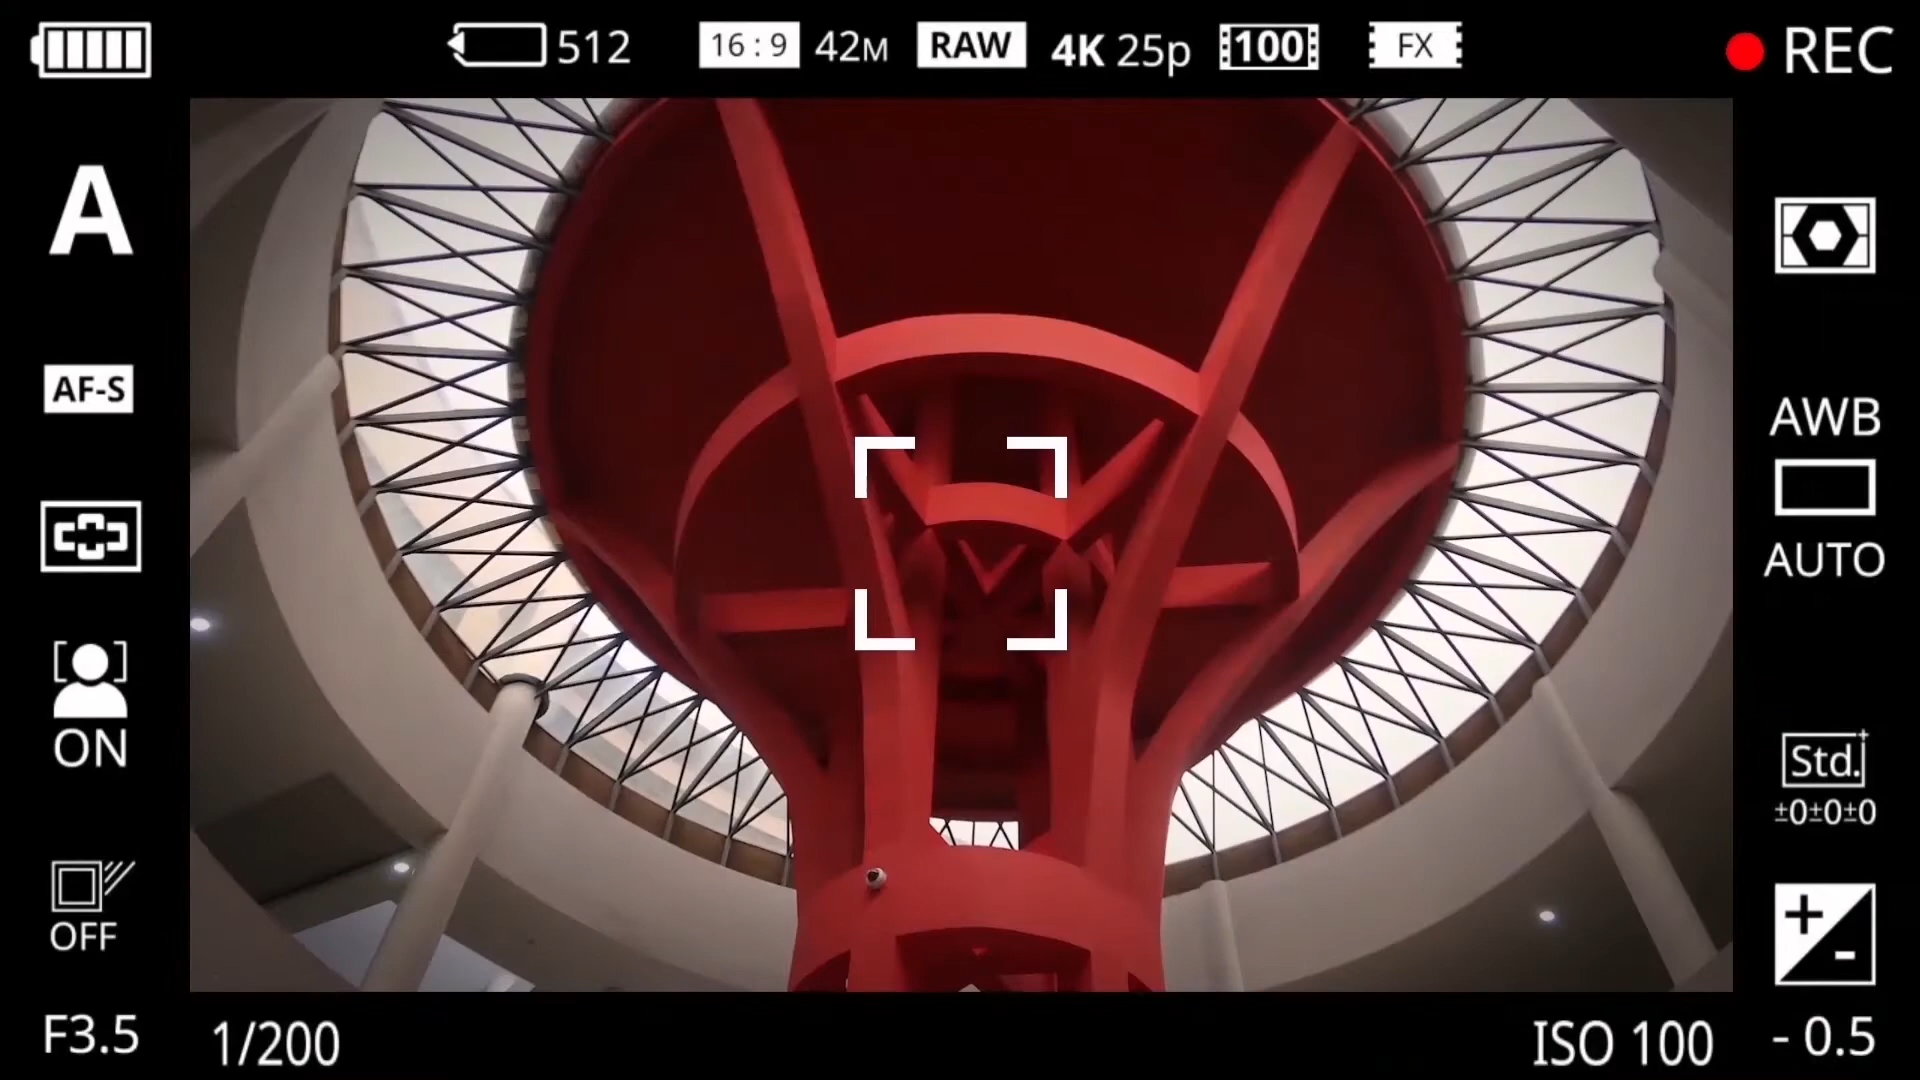 512 16:9 42M RAW 4K 25p 100 FX REC
A
AF-S
AWB
AUTO
ON
Std.+
±0±0±0
OFF
+ -
F3.5 1/200 ISO 100 - 0.5